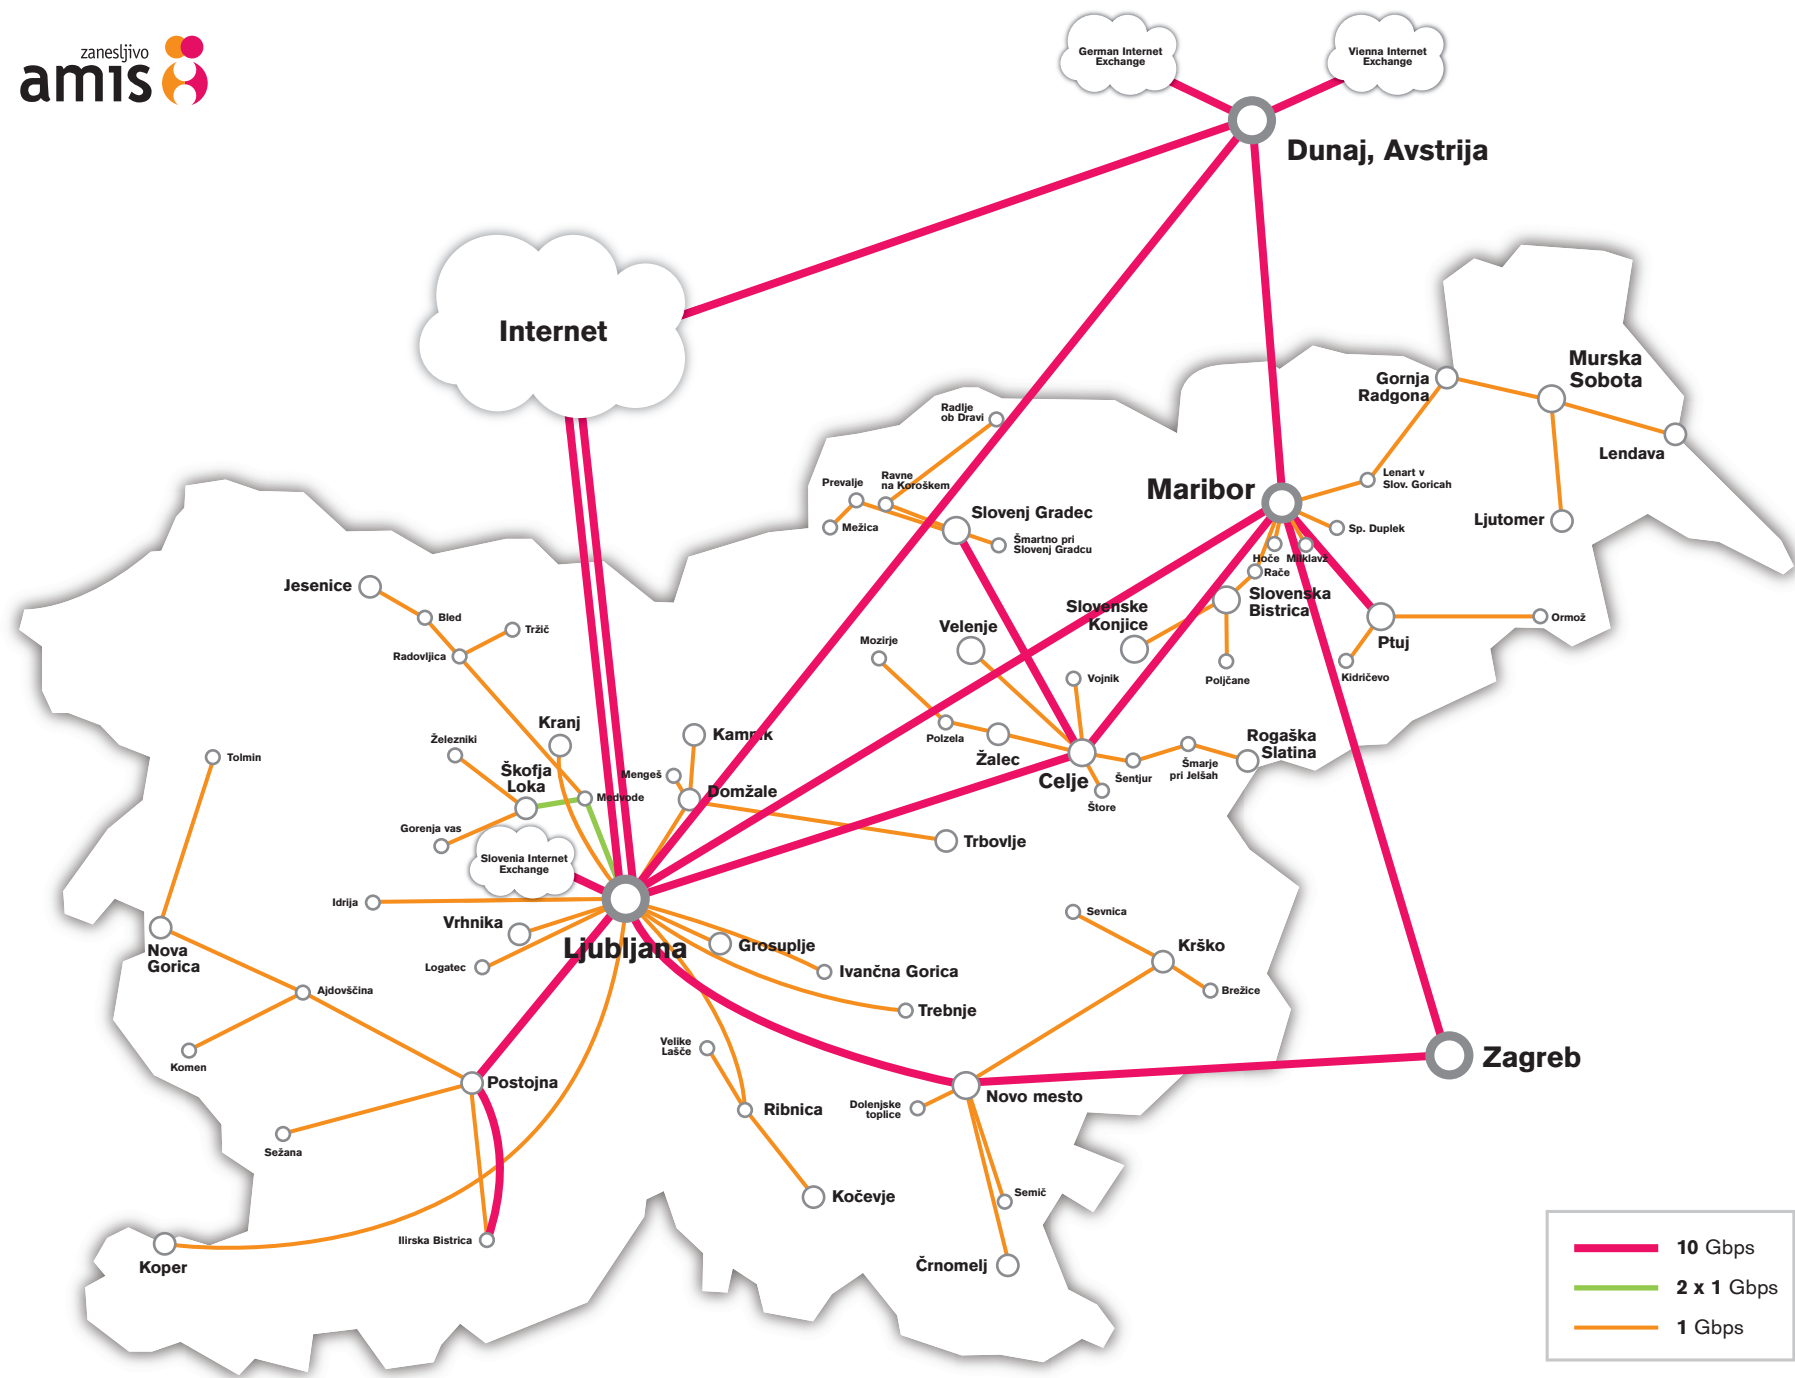 zanesljivo
amis
German Internet
Exchange
Vienna Internet
Exchange
Dunaj, Avstrija
Internet
Murska
Sobota
Gornja
Radgona
Lendava
Radlje
ob Dravi
Lenart v
Slov. Goricah
Maribor
Prevalje
Ravne
na Koroškem
Mežica
Slovenj Gradec
Šmartno pri
Slovenj Gradcu
Sp. Duplek
Ljutomer
Hoče
Miklavž
Rače
Slovenska
Bistrica
Jesenice
Bled
Tržič
Radovljica
Slovenske
Konjice
Velenje
Mozirje
Ormož
Ptuj
Kidričevo
Poljčane
Vojnik
Kranj
Kamnik
Polzela
Žalec
Celje
Šentjur
Šmarje
pri Jelšah
Rogaška
Slatina
Štore
Železniki
Škofja
Loka
Medvode
Mengeš
Domžale
Tolmin
Gorenja vas
Trbovlje
Slovenia Internet
Exchange
Idrija
Vrhnika
Ljubljana
Logatec
Grosuplje
Ivančna Gorica
Trebnje
Sevnica
Krško
Brežice
Nova
Gorica
Ajdovščina
Komen
Postojna
Velike
Lašče
Ribnica
Dolenjske
toplice
Novo mesto
Zagreb
Sežana
Kočevje
Semič
Črnomelj
Ilirska Bistrica
Koper
10 Gbps
2 x 1 Gbps
1 Gbps